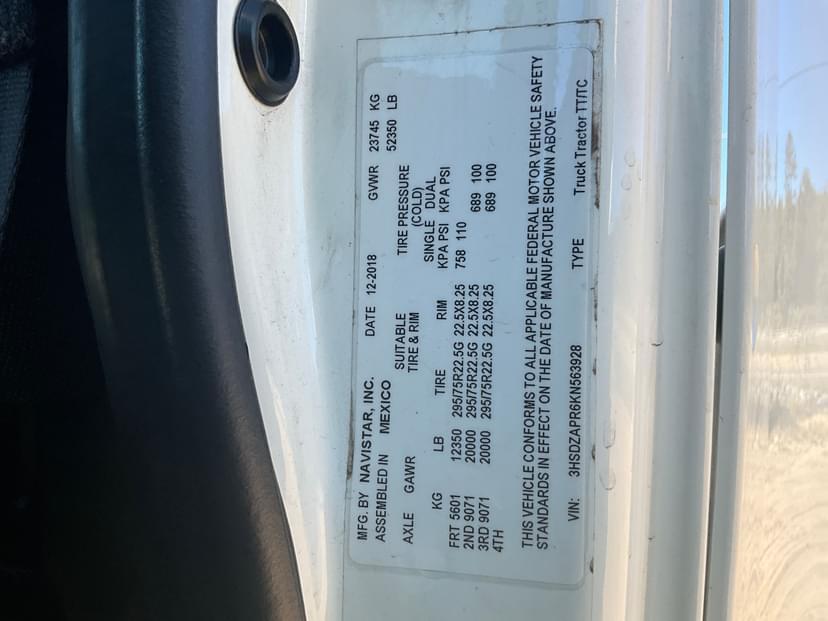 MFG. BY NAVISTAR, INC. DATE 12-2018 GVWR 23745 KG
ASSEMBLED IN MEXICO 52350 LB
SUITABLE TIRE PRESSURE
AXLE GAWR TIRE & RIM (COLD)
SINGLE DUAL
KG LB TIRE RIM KPA PSI KPA PSI
FRT 5601 12350 295/75R22.5G 22.5X8.25 758 110
2ND 9071 20000 295/75R22.5G 22.5X8.25 689 100
3RD 9071 20000 295/75R22.5G 22.5X8.25 689 100
4TH
THIS VEHICLE CONFORMS TO ALL APPLICABLE FEDERAL MOTOR VEHICLE SAFETY
STANDARDS IN EFFECT ON THE DATE OF MANUFACTURE SHOWN ABOVE.
VIN: 3HSDZAPR6KN563928 TYPE Truck Tractor TT/TC